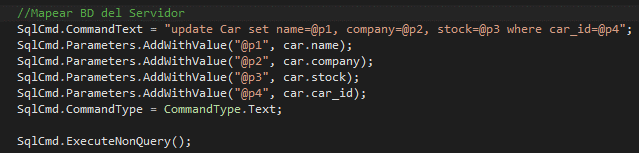 //Mapear BD del Servidor
SqlCmd.CommandText = "update Car set name=@p1, company=@p2, stock=@p3 where car_id=@p4";
SqlCmd.Parameters.AddWithValue("@p1", car.name);
SqlCmd.Parameters.AddWithValue("@p2", car.company);
SqlCmd.Parameters.AddWithValue("@p3", car.stock);
SqlCmd.Parameters.AddWithValue("@p4", car.car_id);
SqlCmd.CommandType = CommandType.Text;
SqlCmd.ExecuteNonQuery();